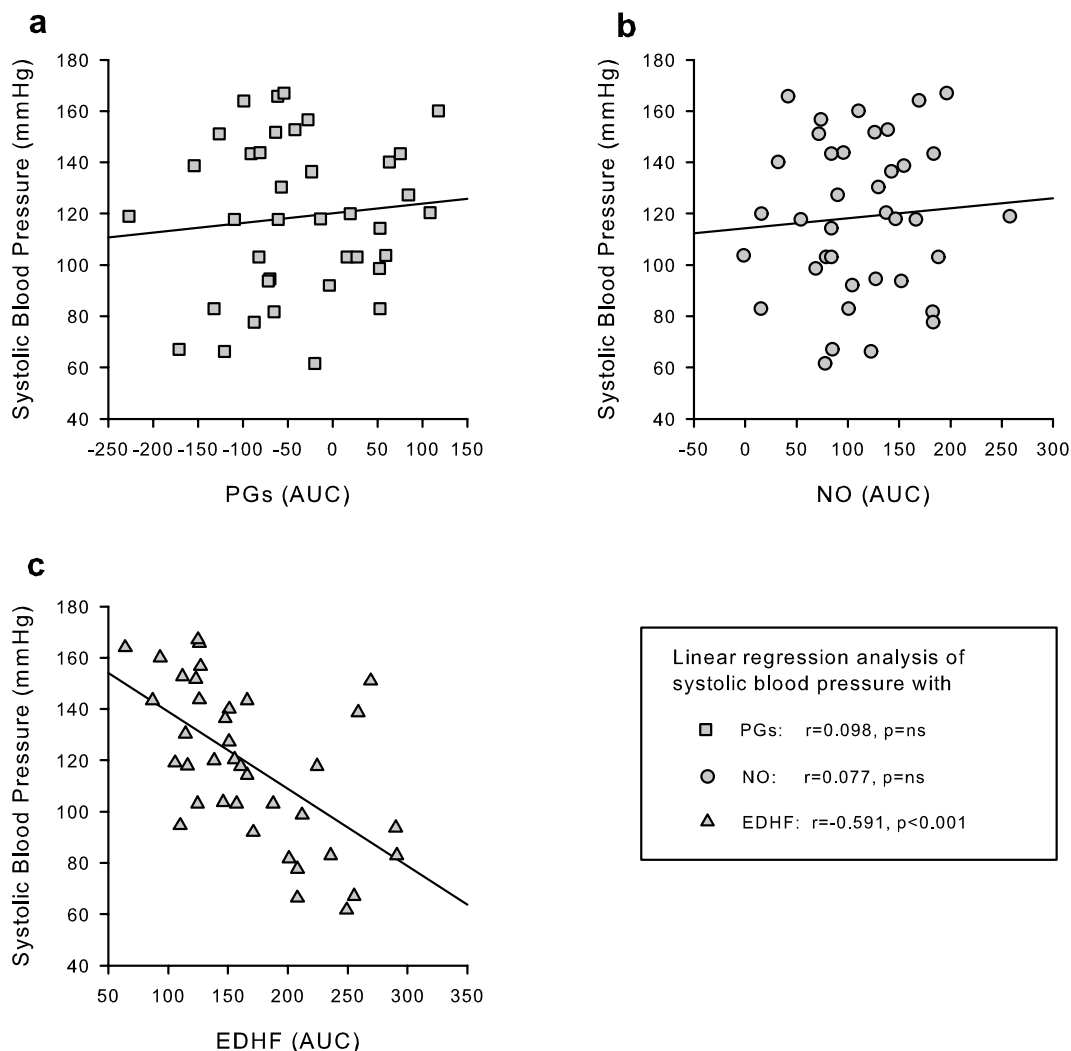 a
180
160
140
120
100
80
60
40
Systolic Blood Pressure (mmHg)
-250 -200 -150 -100 -50 0 50 100 150
PGs (AUC)
b
180
160
140
120
100
80
60
40
Systolic Blood Pressure (mmHg)
-50 0 50 100 150 200 250 300
NO (AUC)
c
180
160
140
120
100
80
60
40
Systolic Blood Pressure (mmHg)
50 100 150 200 250 300 350
EDHF (AUC)
Linear regression analysis of
systolic blood pressure with
PGs: r=0.098, p=ns
NO: r=0.077, p=ns
EDHF: r=-0.591, p<0.001